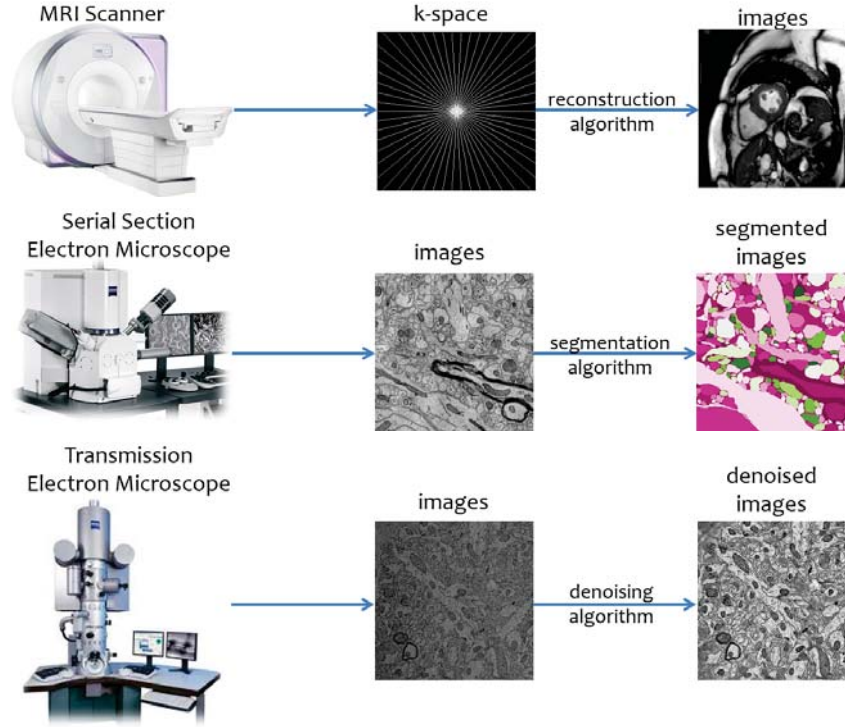 MRI Scanner
k-space
images
reconstruction
algorithm
Serial Section
Electron Microscope
images
segmented
images
segmentation
algorithm
Transmission
Electron Microscope
images
denoised
images
denoising
algorithm